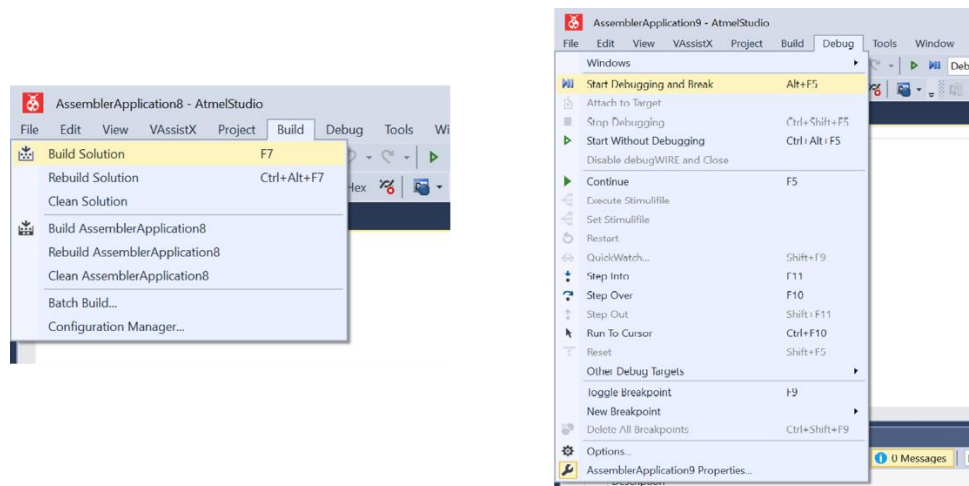 AssemblerApplication8 - AtmelStudio
File Edit View VAssistX Project Build Debug Tools Wi
Build Solution F7
Rebuild Solution Ctrl+Alt+F7
Hex
Clean Solution
Build AssemblerApplication8
Rebuild AssemblerApplication8
Clean AssemblerApplication8
Batch Build...
Configuration Manager...
AssemblerApplication9 - AtmelStudio
File Edit View VAssistX Project Build Debug Tools Window
Windows Deb
Start Debugging and Break Alt+F5
Attach to Target
Stop Debugging Ctrl+Shift+F5
Start Without Debugging Ctrl+Alt+F5
Disable debugWIRE and Close
Continue F5
Execute Stimulifile
Set Stimulifile
Restart
QuickWatch... Shift+F9
Step Into F11
Step Over F10
Step Out Shift+F11
Run To Cursor Ctrl+F10
Reset Shift+F5
Other Debug Targets
Toggle Breakpoint F9
New Breakpoint
Delete All Breakpoints Ctrl+Shift+F9
Options...
0 Messages
AssemblerApplication9 Properties...
Description